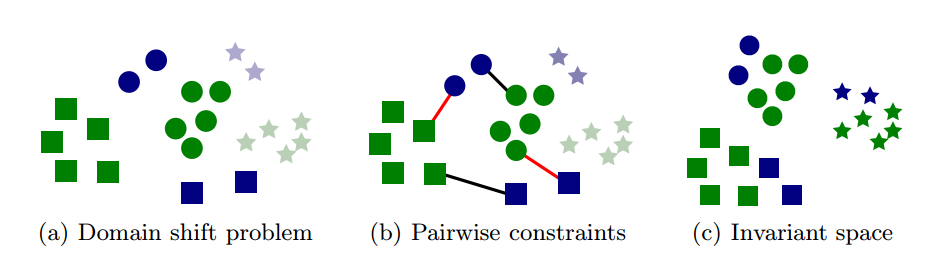 (a) Domain shift problem
(b) Pairwise constraints
(c) Invariant space